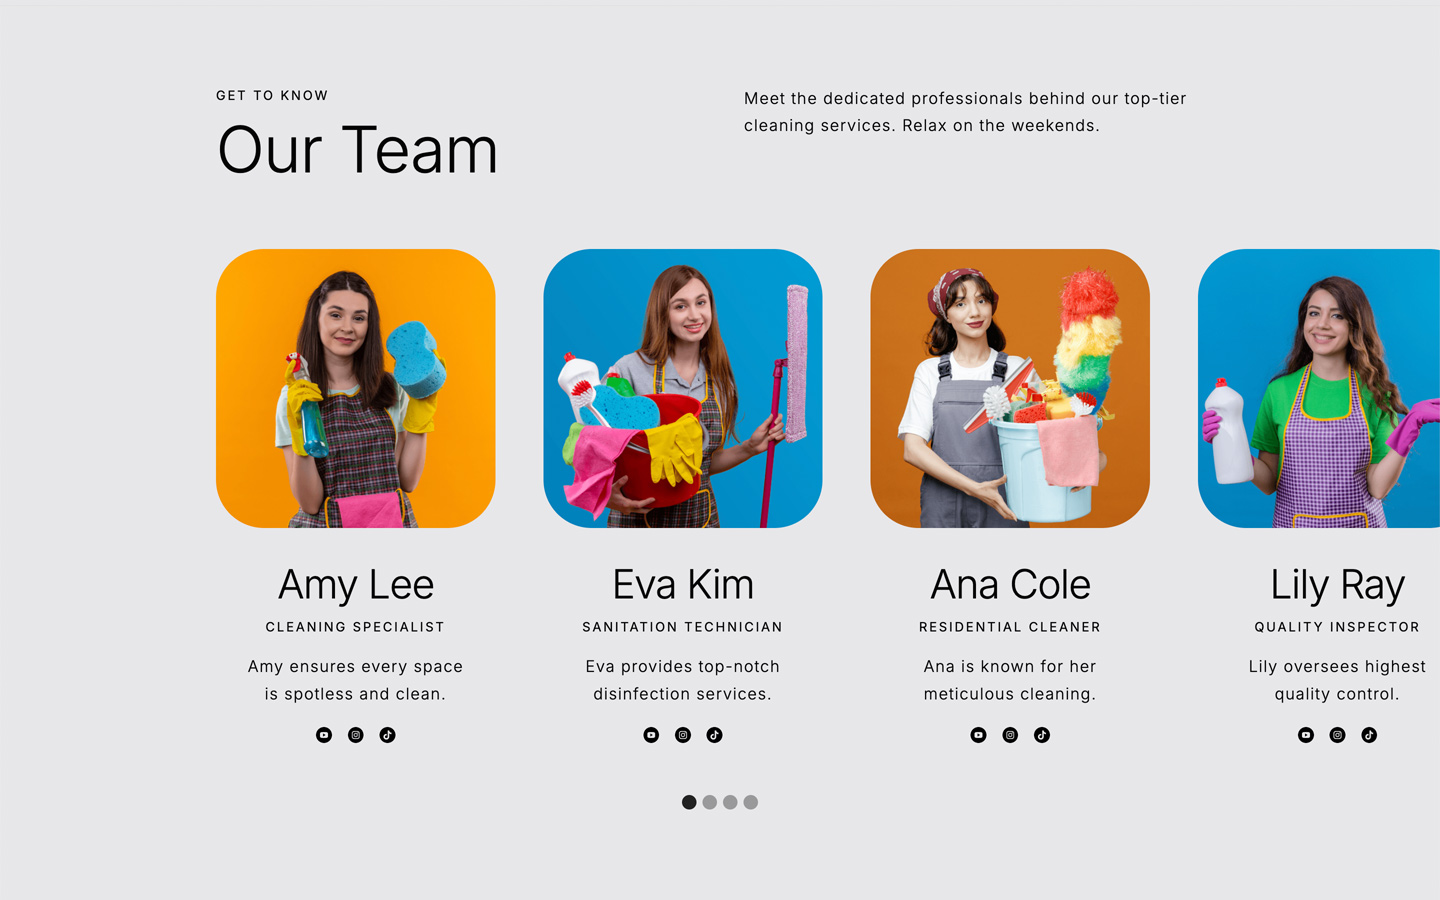 GET TO KNOW
Our Team
Meet the dedicated professionals behind our top-tier
cleaning services. Relax on the weekends.
Amy Lee
CLEANING SPECIALIST
Amy ensures every space
is spotless and clean.
Eva Kim
SANITATION TECHNICIAN
Eva provides top-notch
disinfection services.
Ana Cole
RESIDENTIAL CLEANER
Ana is known for her
meticulous cleaning.
Lily Ray
QUALITY INSPECTOR
Lily oversees highest
quality control.